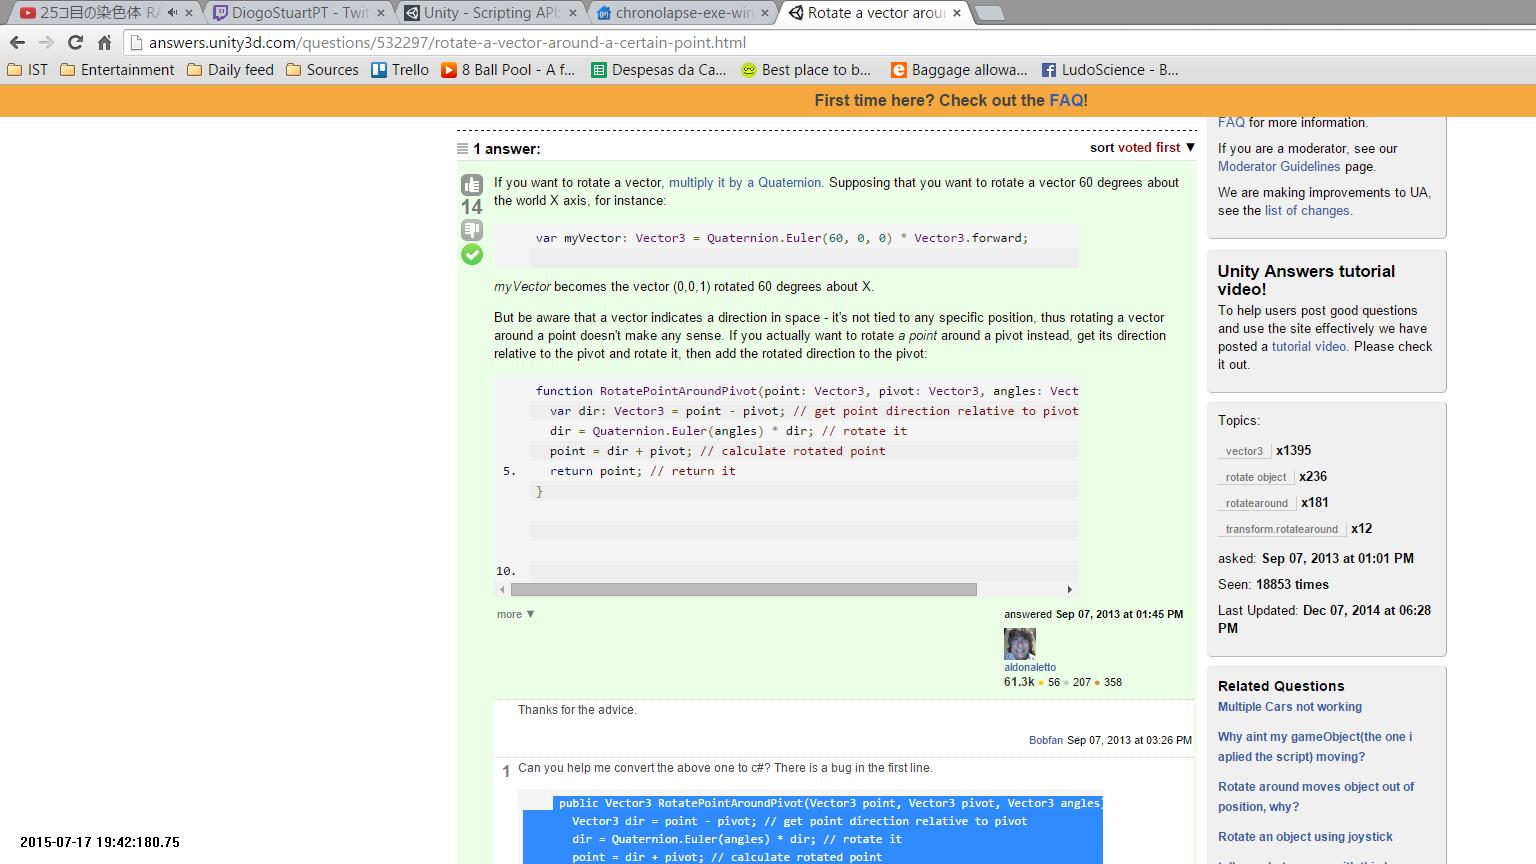 25コ目の染色体 RA
DiogoStuartPT - Twit
Unity - Scripting API:
chronolapse-exe-win
Rotate a vector arou
answers.unity3d.com/questions/532297/rotate-a-vector-around-a-certain-point.html
IST Entertainment Daily feed Sources Trello 8 Ball Pool - A f... Despesas da Ca... Best place to b... Baggage allowa... LudoScience - B...
First time here? Check out the FAQ!
1 answer:
sort voted first ▼
If you want to rotate a vector, multiply it by a Quaternion. Supposing that you want to rotate a vector 60 degrees about
the world X axis, for instance:
14
var myVector: Vector3 = Quaternion.Euler(60, 0, 0) * Vector3.forward;
myVector becomes the vector (0,0,1) rotated 60 degrees about X.
But be aware that a vector indicates a direction in space - it's not tied to any specific position, thus rotating a vector
around a point doesn't make any sense. If you actually want to rotate a point around a pivot instead, get its direction
relative to the pivot and rotate it, then add the rotated direction to the pivot:
function RotatePointAroundPivot(point: Vector3, pivot: Vector3, angles: Vect
var dir: Vector3 = point - pivot; // get point direction relative to pivot
dir = Quaternion.Euler(angles) * dir; // rotate it
point = dir + pivot; // calculate rotated point
5. return point; // return it
}
10.
more ▼
answered Sep 07, 2013 at 01:45 PM
aldonaletto
61.3k ● 56 ● 207 ● 358
Thanks for the advice.
Bobfan Sep 07, 2013 at 03:26 PM
1 Can you help me convert the above one to c#? There is a bug in the first line.
public Vector3 RotatePointAroundPivot(Vector3 point, Vector3 pivot, Vector3 angles)
Vector3 dir = point - pivot; // get point direction relative to pivot
dir = Quaternion.Euler(angles) * dir; // rotate it
point = dir + pivot; // calculate rotated point
FAQ for more information.
If you are a moderator, see our
Moderator Guidelines page.
We are making improvements to UA,
see the list of changes.
Unity Answers tutorial
video!
To help users post good questions
and use the site effectively we have
posted a tutorial video. Please check
it out.
Topics:
vector3 x1395
rotate object x236
rotatearound x181
transform.rotatearound x12
asked: Sep 07, 2013 at 01:01 PM
Seen: 18853 times
Last Updated: Dec 07, 2014 at 06:28
PM
Related Questions
Multiple Cars not working
Why aint my gameObject(the one i
aplied the script) moving?
Rotate around moves object out of
position, why?
Rotate an object using joystick
2015-07-17 19:42:180.75